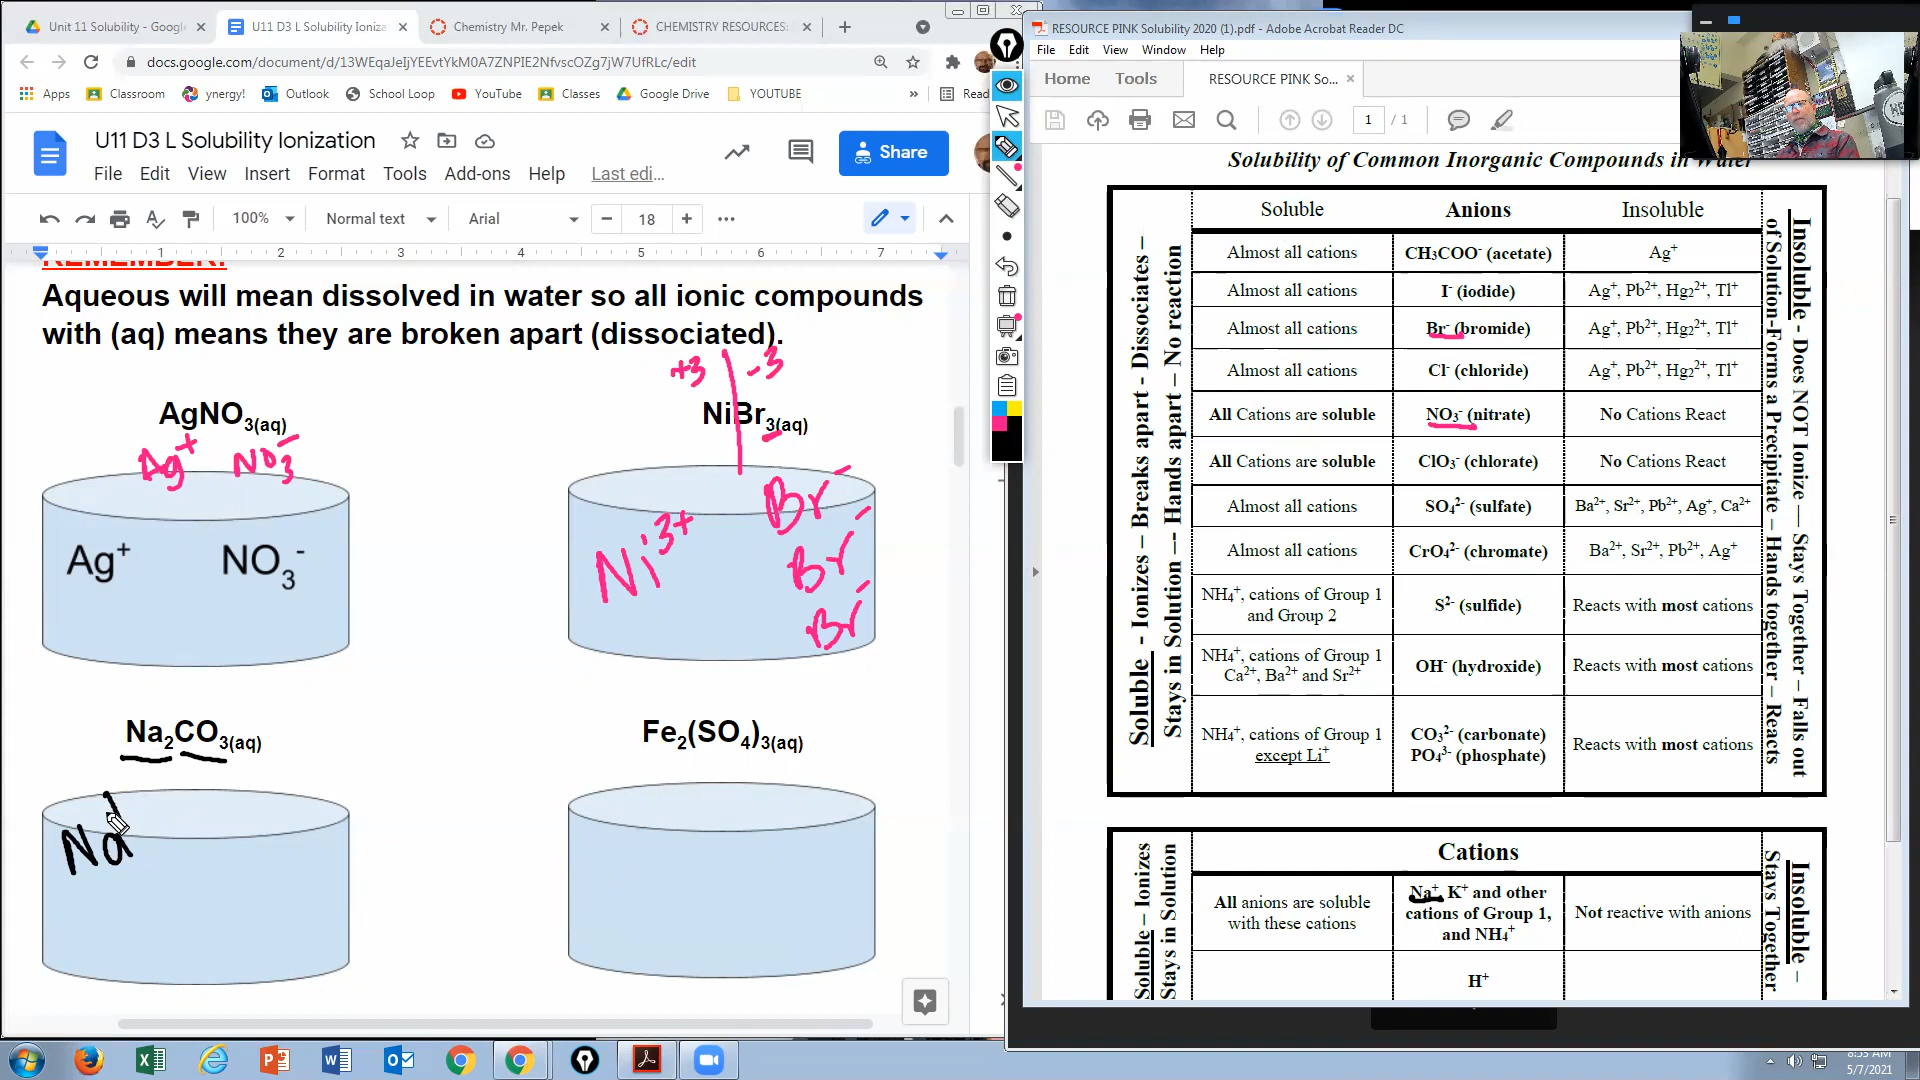 Unit 11 Solubility - Google
U11 D3 L Solubility Ioniza
Chemistry Mr. Pepek
CHEMISTRY RESOURCES:
docs.google.com/document/d/13WEqaJeIjYEEvtYkM0A7ZNPIE2NfvscOZg7jW7UfRLc/edit
Apps
Classroom
ynergy!
Outlook
School Loop
YouTube
Classes
Google Drive
YOUTUBE
»
Read
U11 D3 L Solubility Ionization
File Edit View Insert Format Tools Add-ons Help Last edi...
Share
100%
Normal text
Arial
18
1 2 3 4 5 6 7
REMEMBER:
Aqueous will mean dissolved in water so all ionic compounds
with (aq) means they are broken apart (dissociated).
+3 -3
AgNO3(aq)
NiBr3(aq)
Ag+ NO3-
Ag+ NO3-
Ni3+
Br-
Br-
Br-
Na2CO3(aq)
Fe2(SO4)3(aq)
Na
RESOURCE PINK Solubility 2020 (1).pdf - Adobe Acrobat Reader DC
File Edit View Window Help
Home
Tools
RESOURCE PINK So...
1 / 1
Solubility of Common Inorganic Compounds in Water
Soluble Anions Insoluble
Almost all cations CH3COO- (acetate) Ag+
Almost all cations I- (iodide) Ag+, Pb2+, Hg22+, Tl+
Almost all cations Br- (bromide) Ag+, Pb2+, Hg22+, Tl+
Almost all cations Cl- (chloride) Ag+, Pb2+, Hg22+, Tl+
All Cations are soluble NO3- (nitrate) No Cations React
All Cations are soluble ClO3- (chlorate) No Cations React
Almost all cations SO42- (sulfate) Ba2+, Sr2+, Pb2+, Ag+, Ca2+
Almost all cations CrO42- (chromate) Ba2+, Sr2+, Pb2+, Ag+
NH4+, cations of Group 1
and Group 2
S2- (sulfide)
Reacts with most cations
NH4+, cations of Group 1
Ca2+, Ba2+ and Sr2+
OH- (hydroxide)
Reacts with most cations
NH4+, cations of Group 1
except Li+
CO32- (carbonate)
PO43- (phosphate)
Reacts with most cations
Soluble - Ionizes – Breaks apart - Dissociates –
Stays in Solution –- Hands apart – No reaction
Insoluble - Does NOT Ionize — Stays Together – Falls out
of Solution-Forms a Precipitate – Hands together – Reacts
Cations
All anions are soluble
with these cations
Na+, K+ and other
cations of Group 1,
and NH4+
Not reactive with anions
H+
Soluble – Ionizes
Stays in Solution
Insoluble –
Stays Together
8:53 AM
5/7/2021